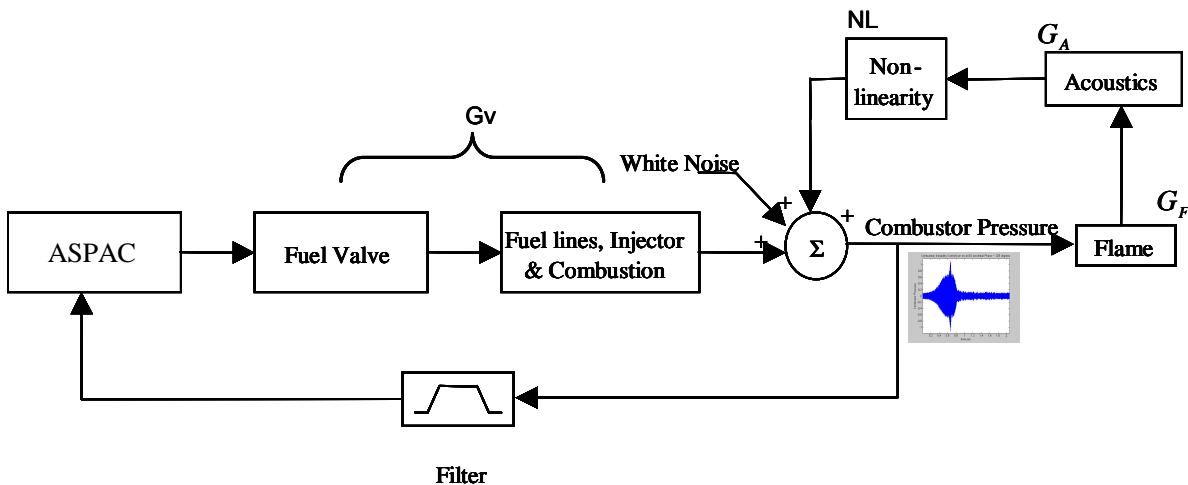 NL
G_A
Non-
linearity
Acoustics
Gv
White Noise
+
+
+
G_F
ASPAC
Fuel Valve
Fuel lines, Injector
& Combustion
Σ
Combustor Pressure
Flame
Filter